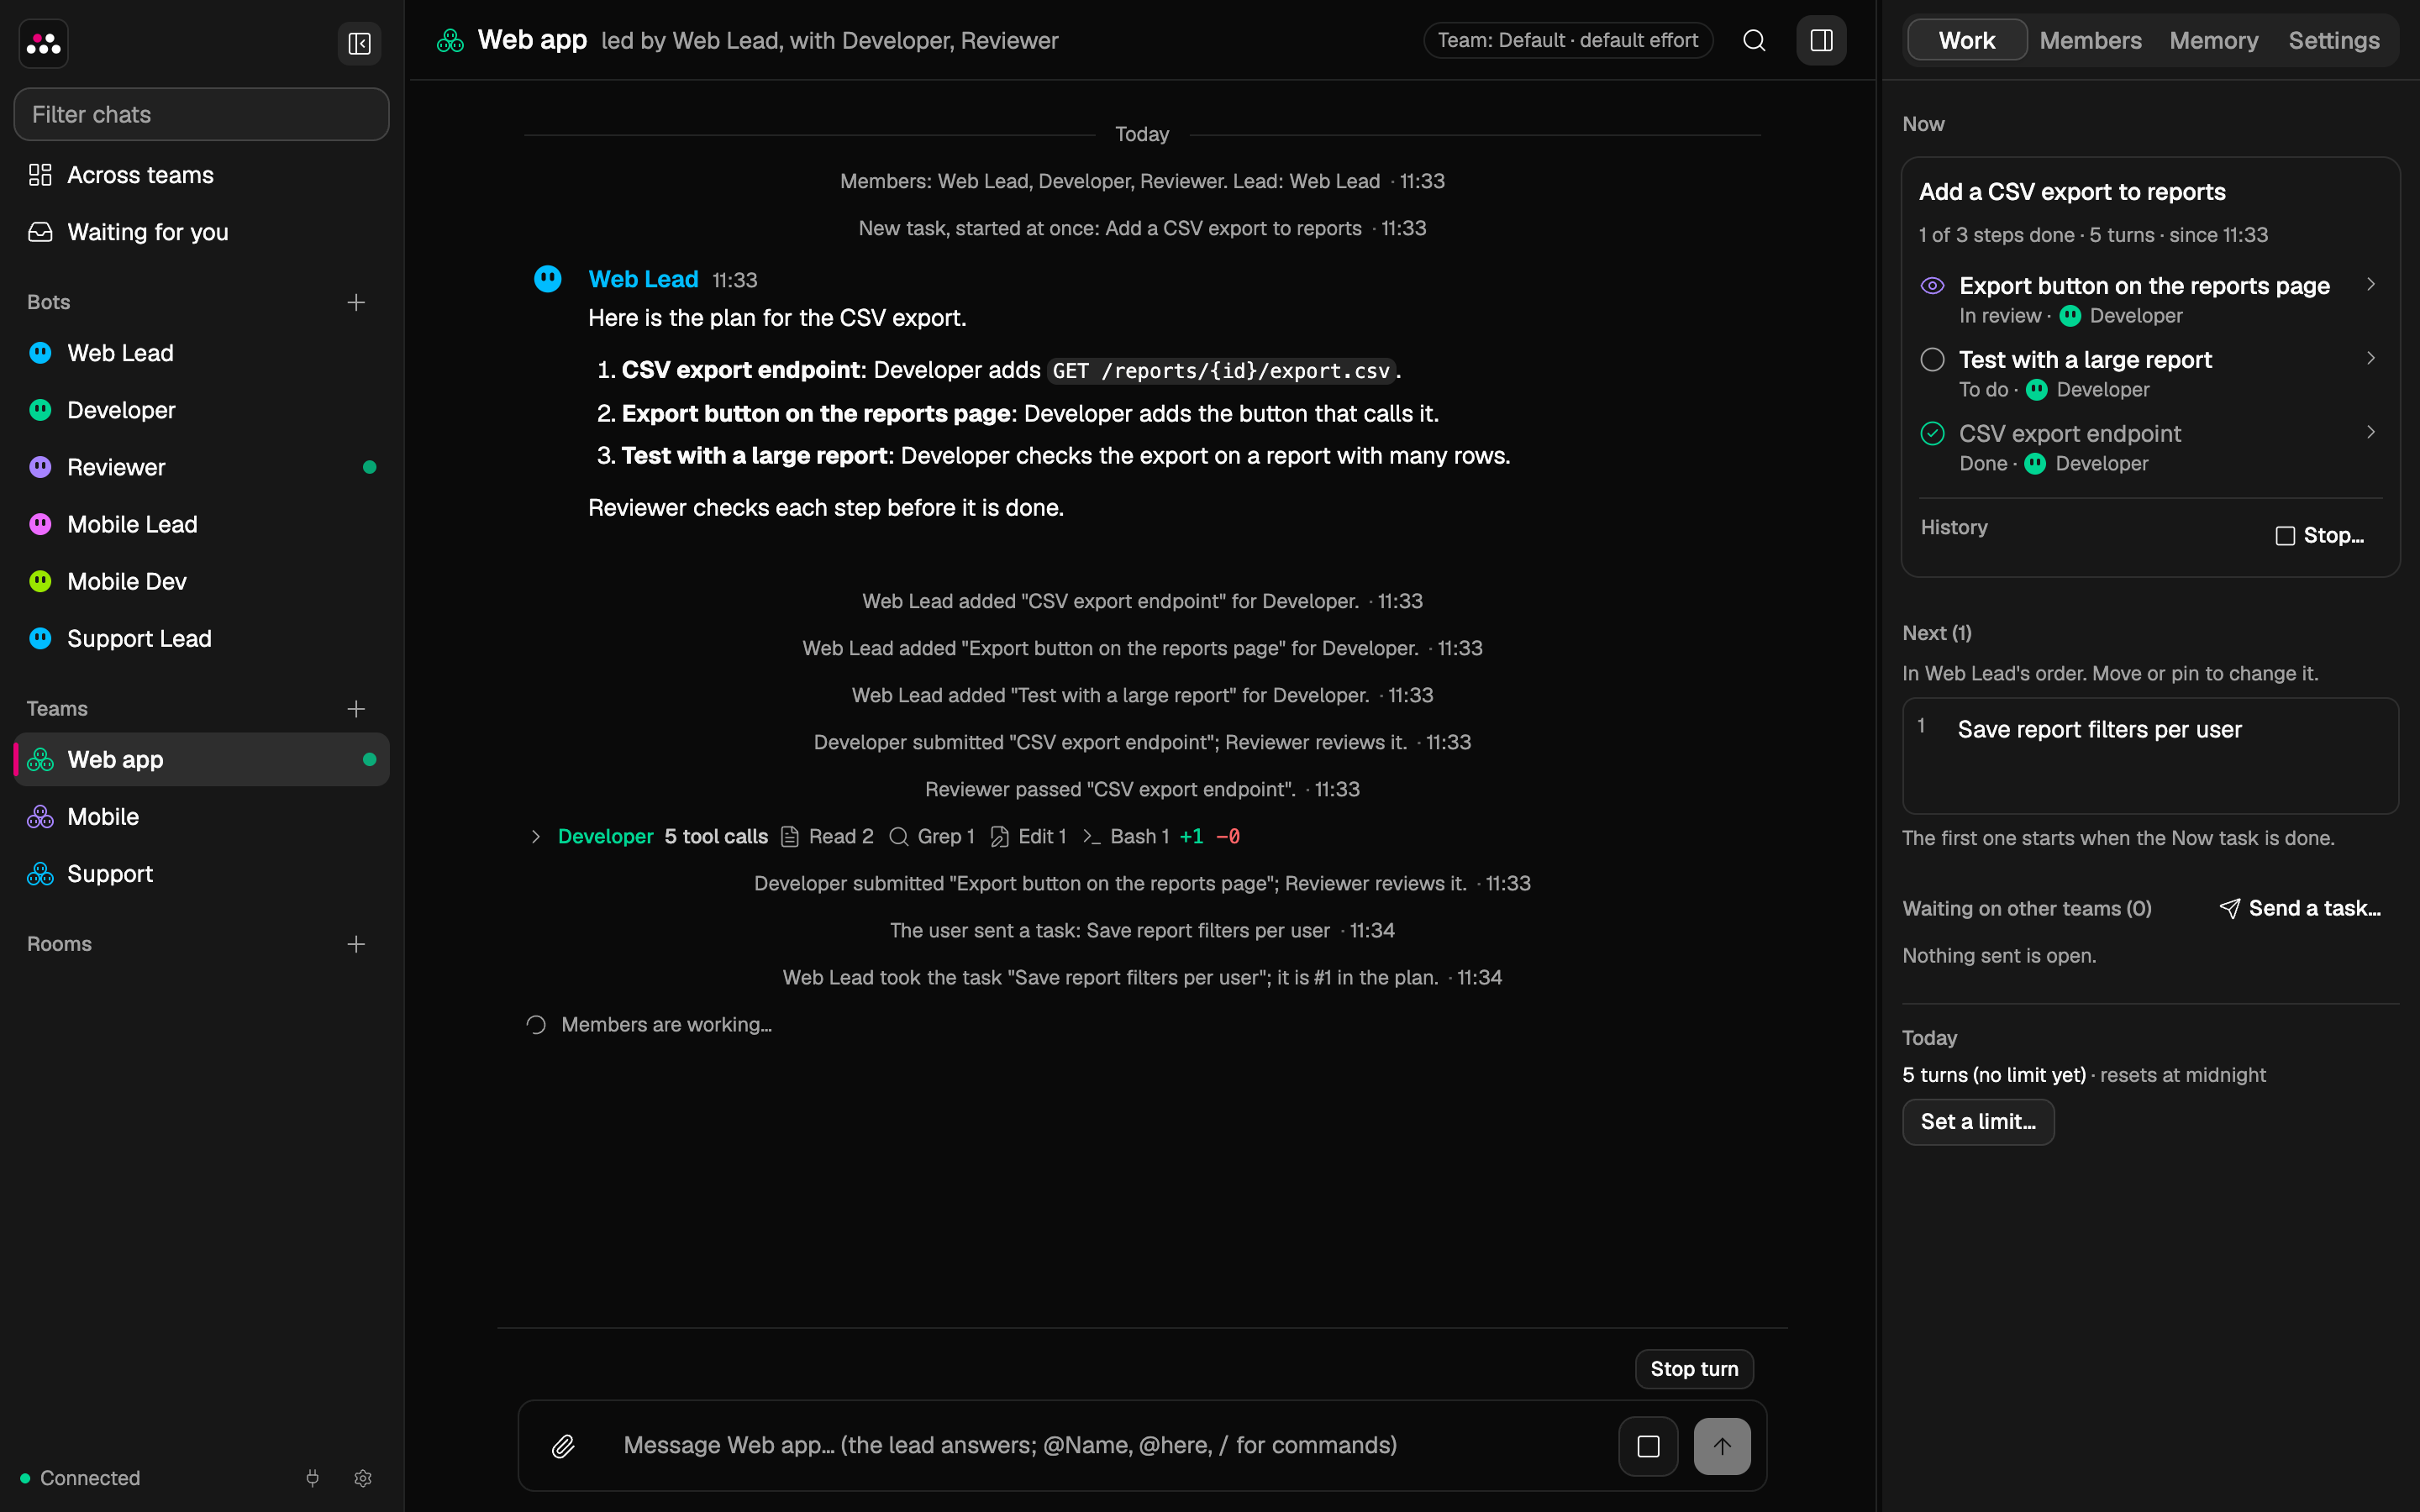 Filter chats
Across teams
Waiting for you
Bots
Web Lead
Developer
Reviewer
Mobile Lead
Mobile Dev
Support Lead
Teams
Web app
Mobile
Support
Rooms
Connected
Web app led by Web Lead, with Developer, Reviewer
Team: Default · default effort
Today
Members: Web Lead, Developer, Reviewer. Lead: Web Lead · 11:33
New task, started at once: Add a CSV export to reports · 11:33
Web Lead 11:33
Here is the plan for the CSV export.
1. CSV export endpoint: Developer adds GET /reports/{id}/export.csv.
2. Export button on the reports page: Developer adds the button that calls it.
3. Test with a large report: Developer checks the export on a report with many rows.
Reviewer checks each step before it is done.
Web Lead added "CSV export endpoint" for Developer. · 11:33
Web Lead added "Export button on the reports page" for Developer. · 11:33
Web Lead added "Test with a large report" for Developer. · 11:33
Developer submitted "CSV export endpoint"; Reviewer reviews it. · 11:33
Reviewer passed "CSV export endpoint". · 11:33
Developer 5 tool calls Read 2 Grep 1 Edit 1 Bash 1 +1 −0
Developer submitted "Export button on the reports page"; Reviewer reviews it. · 11:33
The user sent a task: Save report filters per user · 11:34
Web Lead took the task "Save report filters per user"; it is #1 in the plan. · 11:34
Members are working…
Stop turn
Message Web app… (the lead answers; @Name, @here, / for commands)
Work Members Memory Settings
Now
Add a CSV export to reports
1 of 3 steps done · 5 turns · since 11:33
Export button on the reports page
In review · Developer
Test with a large report
To do · Developer
CSV export endpoint
Done · Developer
History
Stop…
Next (1)
In Web Lead's order. Move or pin to change it.
1 Save report filters per user
The first one starts when the Now task is done.
Waiting on other teams (0)
Send a task…
Nothing sent is open.
Today
5 turns (no limit yet) · resets at midnight
Set a limit…